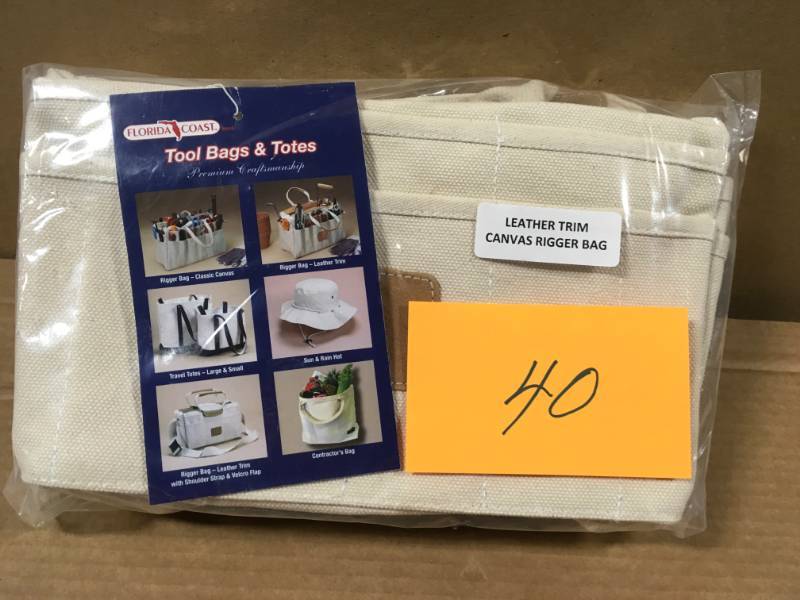 FLORIDA COAST
Tool Bags & Totes
Premium Craftsmanship
Rigger Bag – Classic Canvas
Rigger Bag – Leather Trim
Travel Totes – Large & Small
Sun & Rain Hat
Rigger Bag – Leather Trim
with Shoulder Strap & Velcro Flap
Contractor's Bag
LEATHER TRIM
CANVAS RIGGER BAG
40